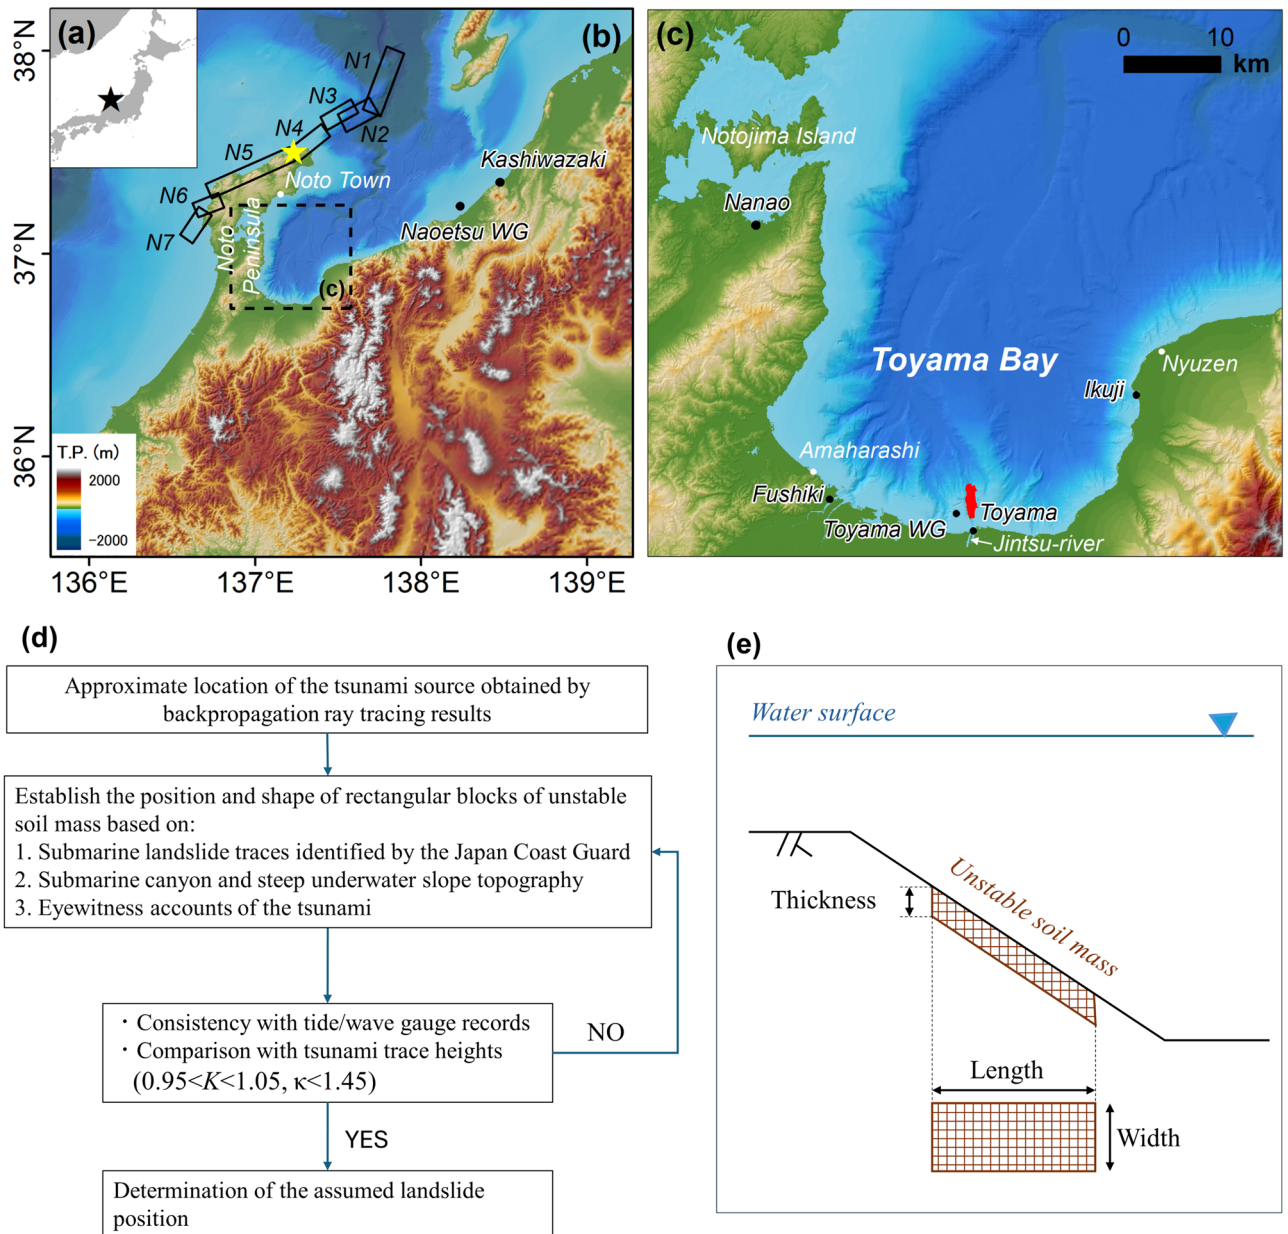 (a)
(b)
38°N
37°N
36°N
N1
N3
N2
N4
N5
N6
N7
Noto Town
Kashiwazaki
Naoetsu WG
Noto
Peninsula
(c)
T.P. (m)
2000
−2000
136°E
137°E
138°E
139°E
(c)
0 10
km
Notojima Island
Nanao
Toyama Bay
Nyuzen
Ikuji
Amaharashi
Fushiki
Toyama WG
Toyama
Jintsu-river
(d)
Approximate location of the tsunami source obtained by
backpropagation ray tracing results
Establish the position and shape of rectangular blocks of unstable
soil mass based on:
1. Submarine landslide traces identified by the Japan Coast Guard
2. Submarine canyon and steep underwater slope topography
3. Eyewitness accounts of the tsunami
・Consistency with tide/wave gauge records
・Comparison with tsunami trace heights
(0.95<K<1.05, κ<1.45)
NO
YES
Determination of the assumed landslide
position
(e)
Water surface
Thickness
Unstable soil mass
Length
Width